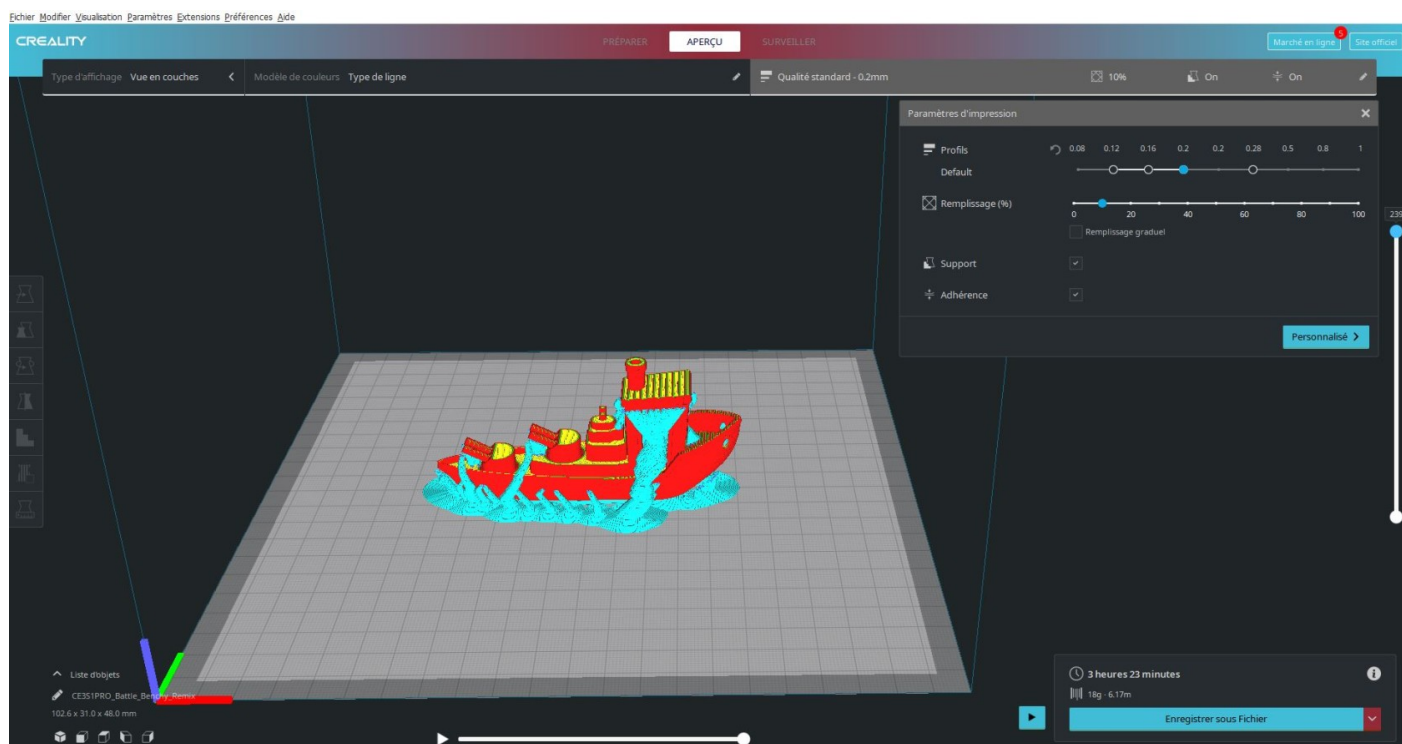 Fichier Modifier Visualisation Paramètres Extensions Préférences Aide
CREALITY
PRÉPARER APERÇU SURVEILLER
Marché en ligne 5 Site officiel
Type d'affichage Vue en couches
Modèle de couleurs Type de ligne
Qualité standard - 0.2mm 10% On On
Paramètres d'impression
Profils 0.08 0.12 0.16 0.2 0.2 0.28 0.5 0.8 1
Default
Remplissage (%)
0 20 40 60 80 100
239
Remplissage graduel
Support
Adhérence
Personnalisé
Liste d'objets
CE3S1PRO_Battle_Benchy_Remix
102.6 x 31.0 x 48.0 mm
3 heures 23 minutes
18g · 6.17m
Enregistrer sous Fichier